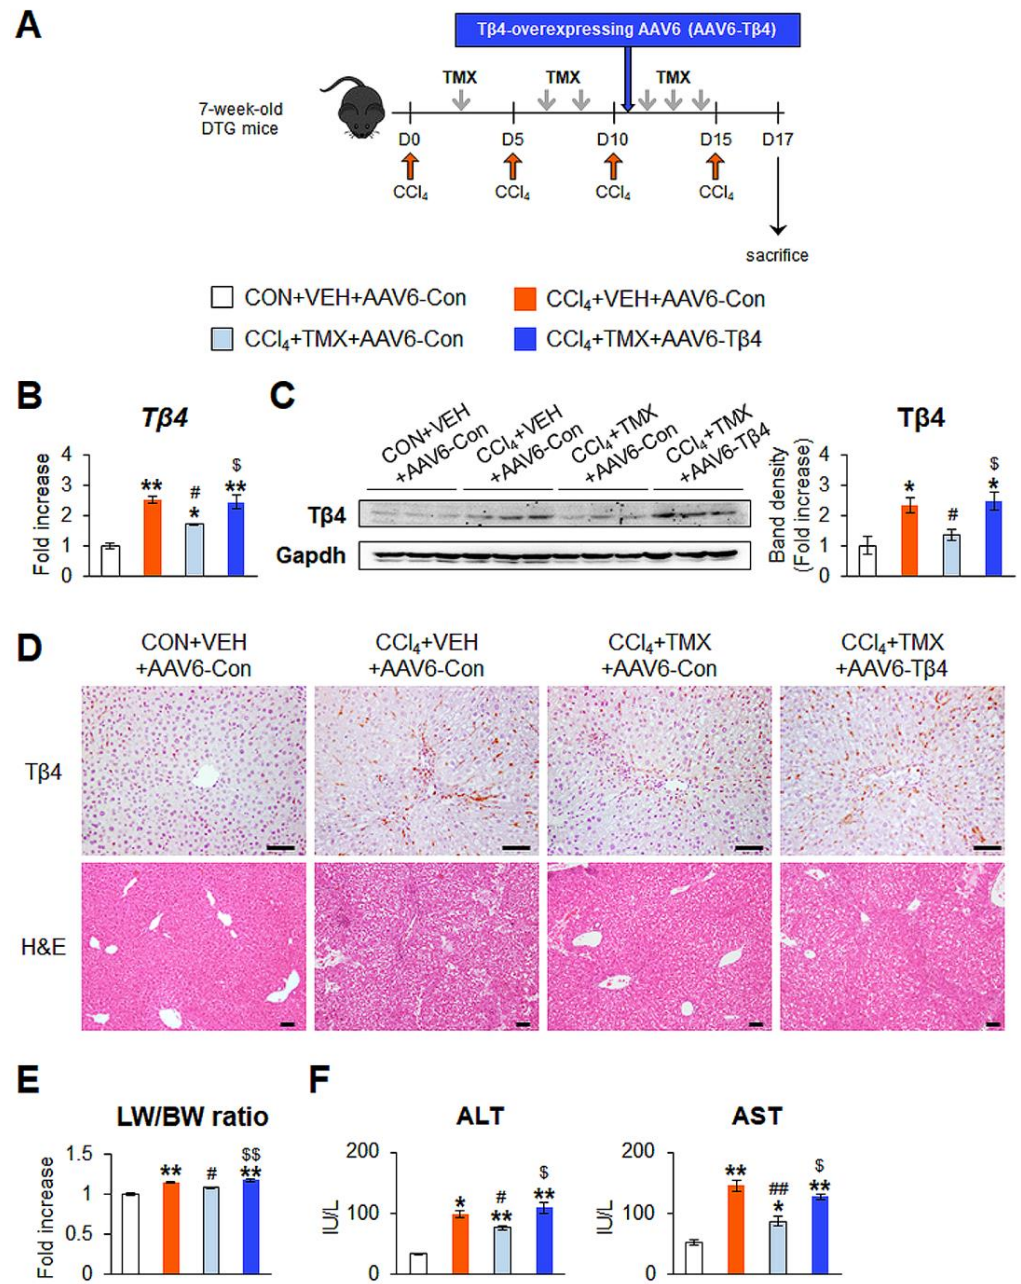 A
Tβ4-overexpressing AAV6 (AAV6-Tβ4)
TMX TMX TMX
7-week-old
DTG mice
D0 D5 D10 D15 D17
CCl₄ CCl₄ CCl₄ CCl₄
sacrifice
CON+VEH+AAV6-Con
CCl₄+VEH+AAV6-Con
CCl₄+TMX+AAV6-Con
CCl₄+TMX+AAV6-Tβ4
B
Tβ4
Fold increase
4
3
2
1
0
**
#
*
$
**
C
CON+VEH
+AAV6-Con
CCl₄+VEH
+AAV6-Con
CCl₄+TMX
+AAV6-Con
CCl₄+TMX
+AAV6-Tβ4
Tβ4
Gapdh
Tβ4
Band density
(Fold increase)
4
3
2
1
0
*
#
$
*
D
CON+VEH
+AAV6-Con
CCl₄+VEH
+AAV6-Con
CCl₄+TMX
+AAV6-Con
CCl₄+TMX
+AAV6-Tβ4
Tβ4
H&E
E
LW/BW ratio
Fold increase
1.5
1
0.5
0
**
#
$$
**
F
ALT
IU/L
200
100
0
*
#
**
$
**
AST
IU/L
200
100
0
**
##
*
$
**